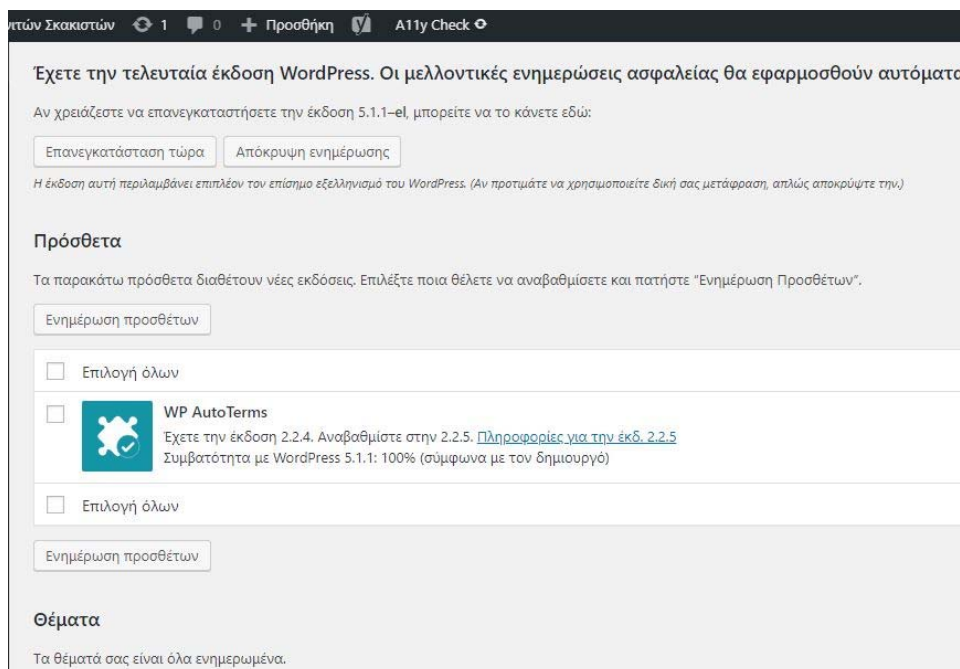 Σκακιστών 1 0 Προσθήκη A11y Check
Έχετε την τελευταία έκδοση WordPress. Οι μελλοντικές ενημερώσεις ασφαλείας θα εφαρμοσθούν αυτόματα
Αν χρειάζεστε να επανεγκαταστήσετε την έκδοση 5.1.1–el, μπορείτε να το κάνετε εδώ:
Επανεγκατάσταση τώρα Απόκρυψη ενημέρωσης
Η έκδοση αυτή περιλαμβάνει επιπλέον τον επίσημο εξελληνισμό του WordPress. (Αν προτιμάτε να χρησιμοποιείτε δική σας μετάφραση, απλώς αποκρύψτε την.)
Πρόσθετα
Τα παρακάτω πρόσθετα διαθέτουν νέες εκδόσεις. Επιλέξτε ποια θέλετε να αναβαθμίσετε και πατήστε “Ενημέρωση Προσθέτων”.
Ενημέρωση προσθέτων
Επιλογή όλων
WP AutoTerms
Έχετε την έκδοση 2.2.4. Αναβαθμίστε στην 2.2.5. Πληροφορίες για την έκδ. 2.2.5
Συμβατότητα με WordPress 5.1.1: 100% (σύμφωνα με τον δημιουργό)
Επιλογή όλων
Ενημέρωση προσθέτων
Θέματα
Τα θέματά σας είναι όλα ενημερωμένα.